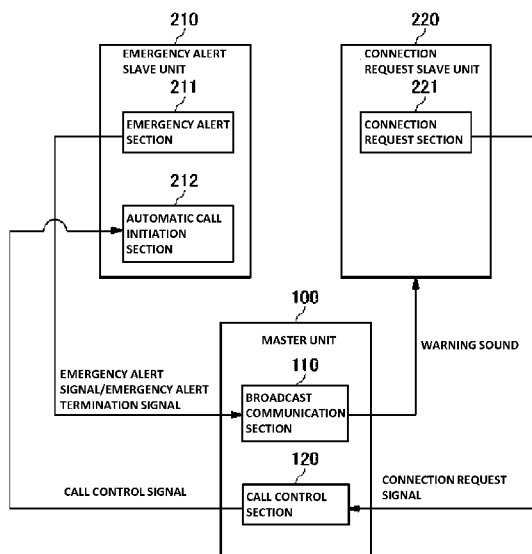 210
EMERGENCY ALERT
SLAVE UNIT
211
EMERGENCY ALERT
SECTION
212
AUTOMATIC CALL
INITIATION
SECTION
220
CONNECTION
REQUEST SLAVE UNIT
221
CONNECTION
REQUEST SECTION
100
MASTER UNIT
110
BROADCAST
COMMUNICATION
SECTION
120
CALL CONTROL
SECTION
WARNING SOUND
EMERGENCY ALERT
SIGNAL/EMERGENCY ALERT
TERMINATION SIGNAL
CALL CONTROL SIGNAL
CONNECTION REQUEST
SIGNAL